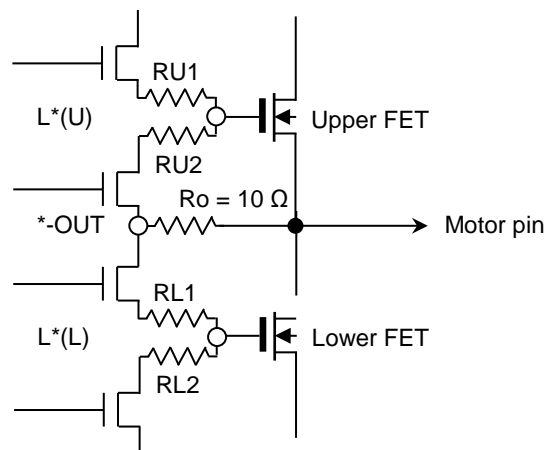 RU1
L*(U)
Upper FET
RU2
Ro = 10 Ω
*-OUT
Motor pin
RL1
L*(L)
Lower FET
RL2